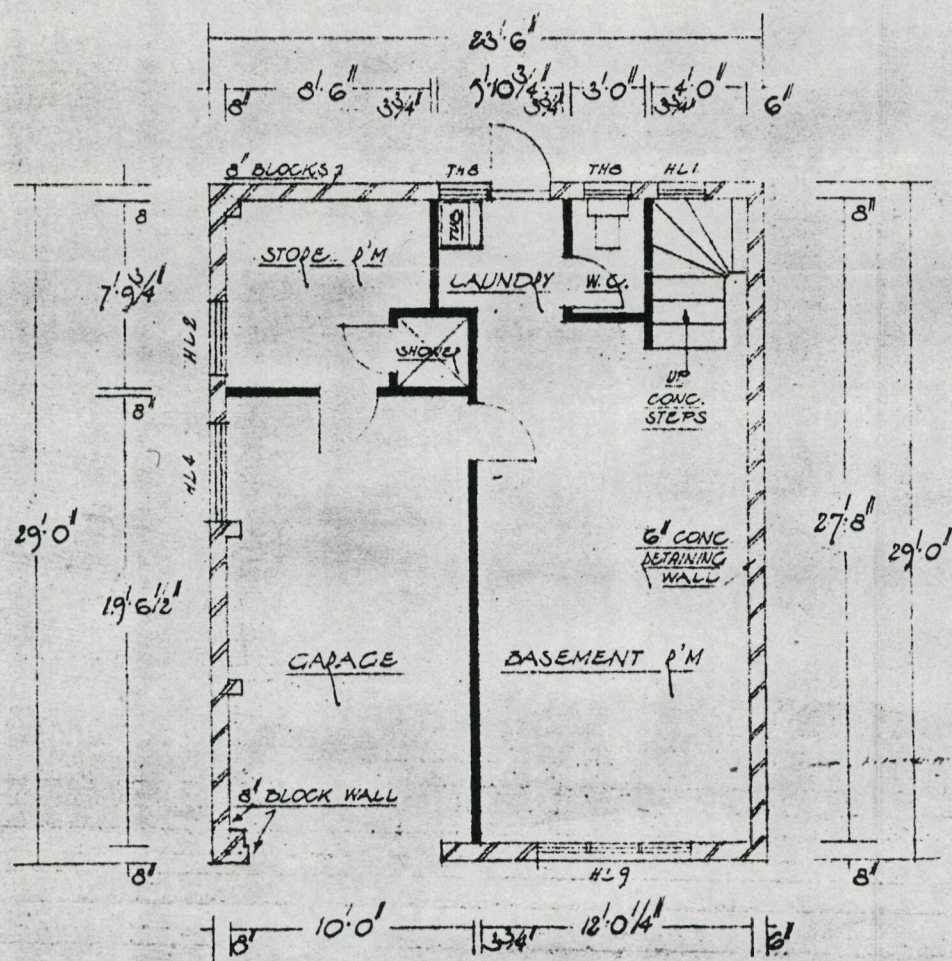 23'6"
8" 8'6" 3¾" 5'10¾" 3¾" 3'0" 3¾" 4'0" 6"
8" BLOCKS
THB THB HL1
8" 8"
TUB
STORE R'M
LAUNDRY W.C.
7'9¾"
HL2
SHOWER
UP
CONC.
STEPS
8"
HL4
29'0" 27'8" 29'0"
6" CONC
RETAINING
WALL
19'6½"
GARAGE BASEMENT R'M
8" BLOCK WALL
8" 8"
HL9
8" 10'0" 3¾" 12'0¼" 6"